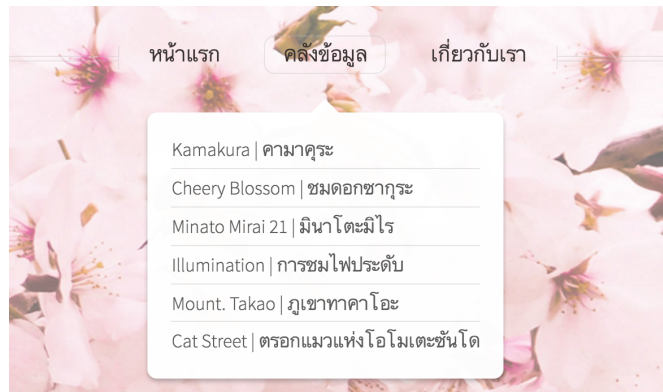 หน้าแรก คลังข้อมูล เกี่ยวกับเรา
Kamakura | คามาคุระ
Cheery Blossom | ชมดอกซากุระ
Minato Mirai 21 | มินาโตะมิไร
Illumination | การชมไฟประดับ
Mount. Takao | ภูเขาทาคาโอะ
Cat Street | ตรอกแมวแห่งโอโมเตะซันโด